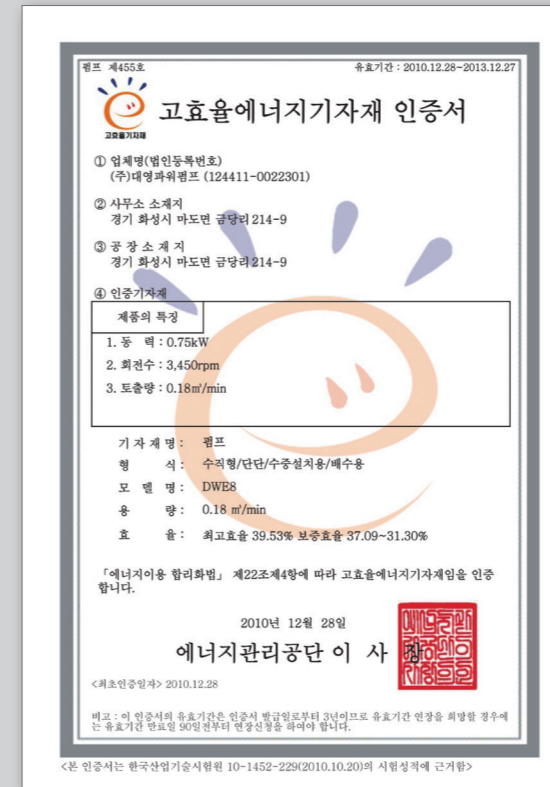 펌프 제455호
유효기간 : 2010.12.28~2013.12.27
고효율기자재
고효율에너지기자재 인증서
① 업체명(법인등록번호)
(주)대영파워펌프 (124411-0022301)
② 사무소 소재지
경기 화성시 마도면 금당리 214-9
③ 공 장 소 재 지
경기 화성시 마도면 금당리 214-9
④ 인증기자재
제품의 특징
1. 동 력 : 0.75kW
2. 회전수 : 3,450rpm
3. 토출량 : 0.18㎥/min
기 자 재 명 : 펌프
형 식 : 수직형/단단/수중설치용/배수용
모 델 명 : DWE8
용 량 : 0.18 ㎥/min
효 율 : 최고효율 39.53% 보증효율 37.09~31.30%
「에너지이용 합리화법」 제22조제4항에 따라 고효율에너지기자재임을 인증
합니다.
2010년 12월 28일
에너지관리공단 이 사 장
<최초인증일자> 2010.12.28
비고 : 이 인증서의 유효기간은 인증서 발급일로부터 3년이므로 유효기간 연장을 희망할 경우에
는 유효기간 만료일 90일전부터 연장신청을 하여야 합니다.
<본 인증서는 한국산업기술시험원 10-1452-229(2010.10.20)의 시험성적에 근거함>